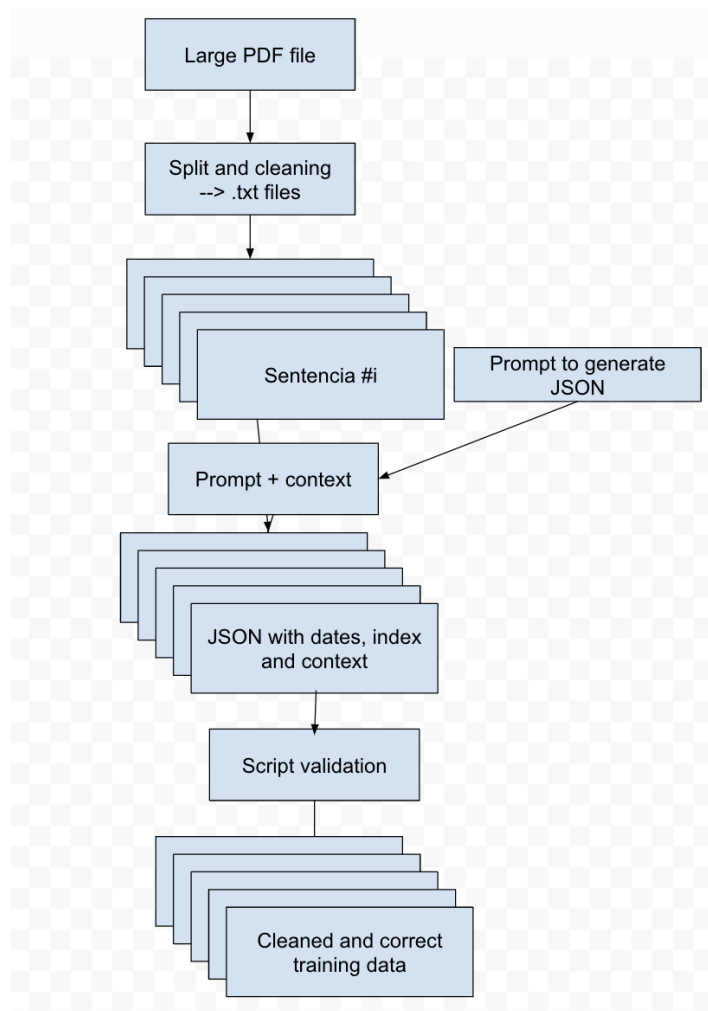 Large PDF file
Split and cleaning
--> .txt files
Sentencia #i
Prompt to generate
JSON
Prompt + context
JSON with dates, index
and context
Script validation
Cleaned and correct
training data